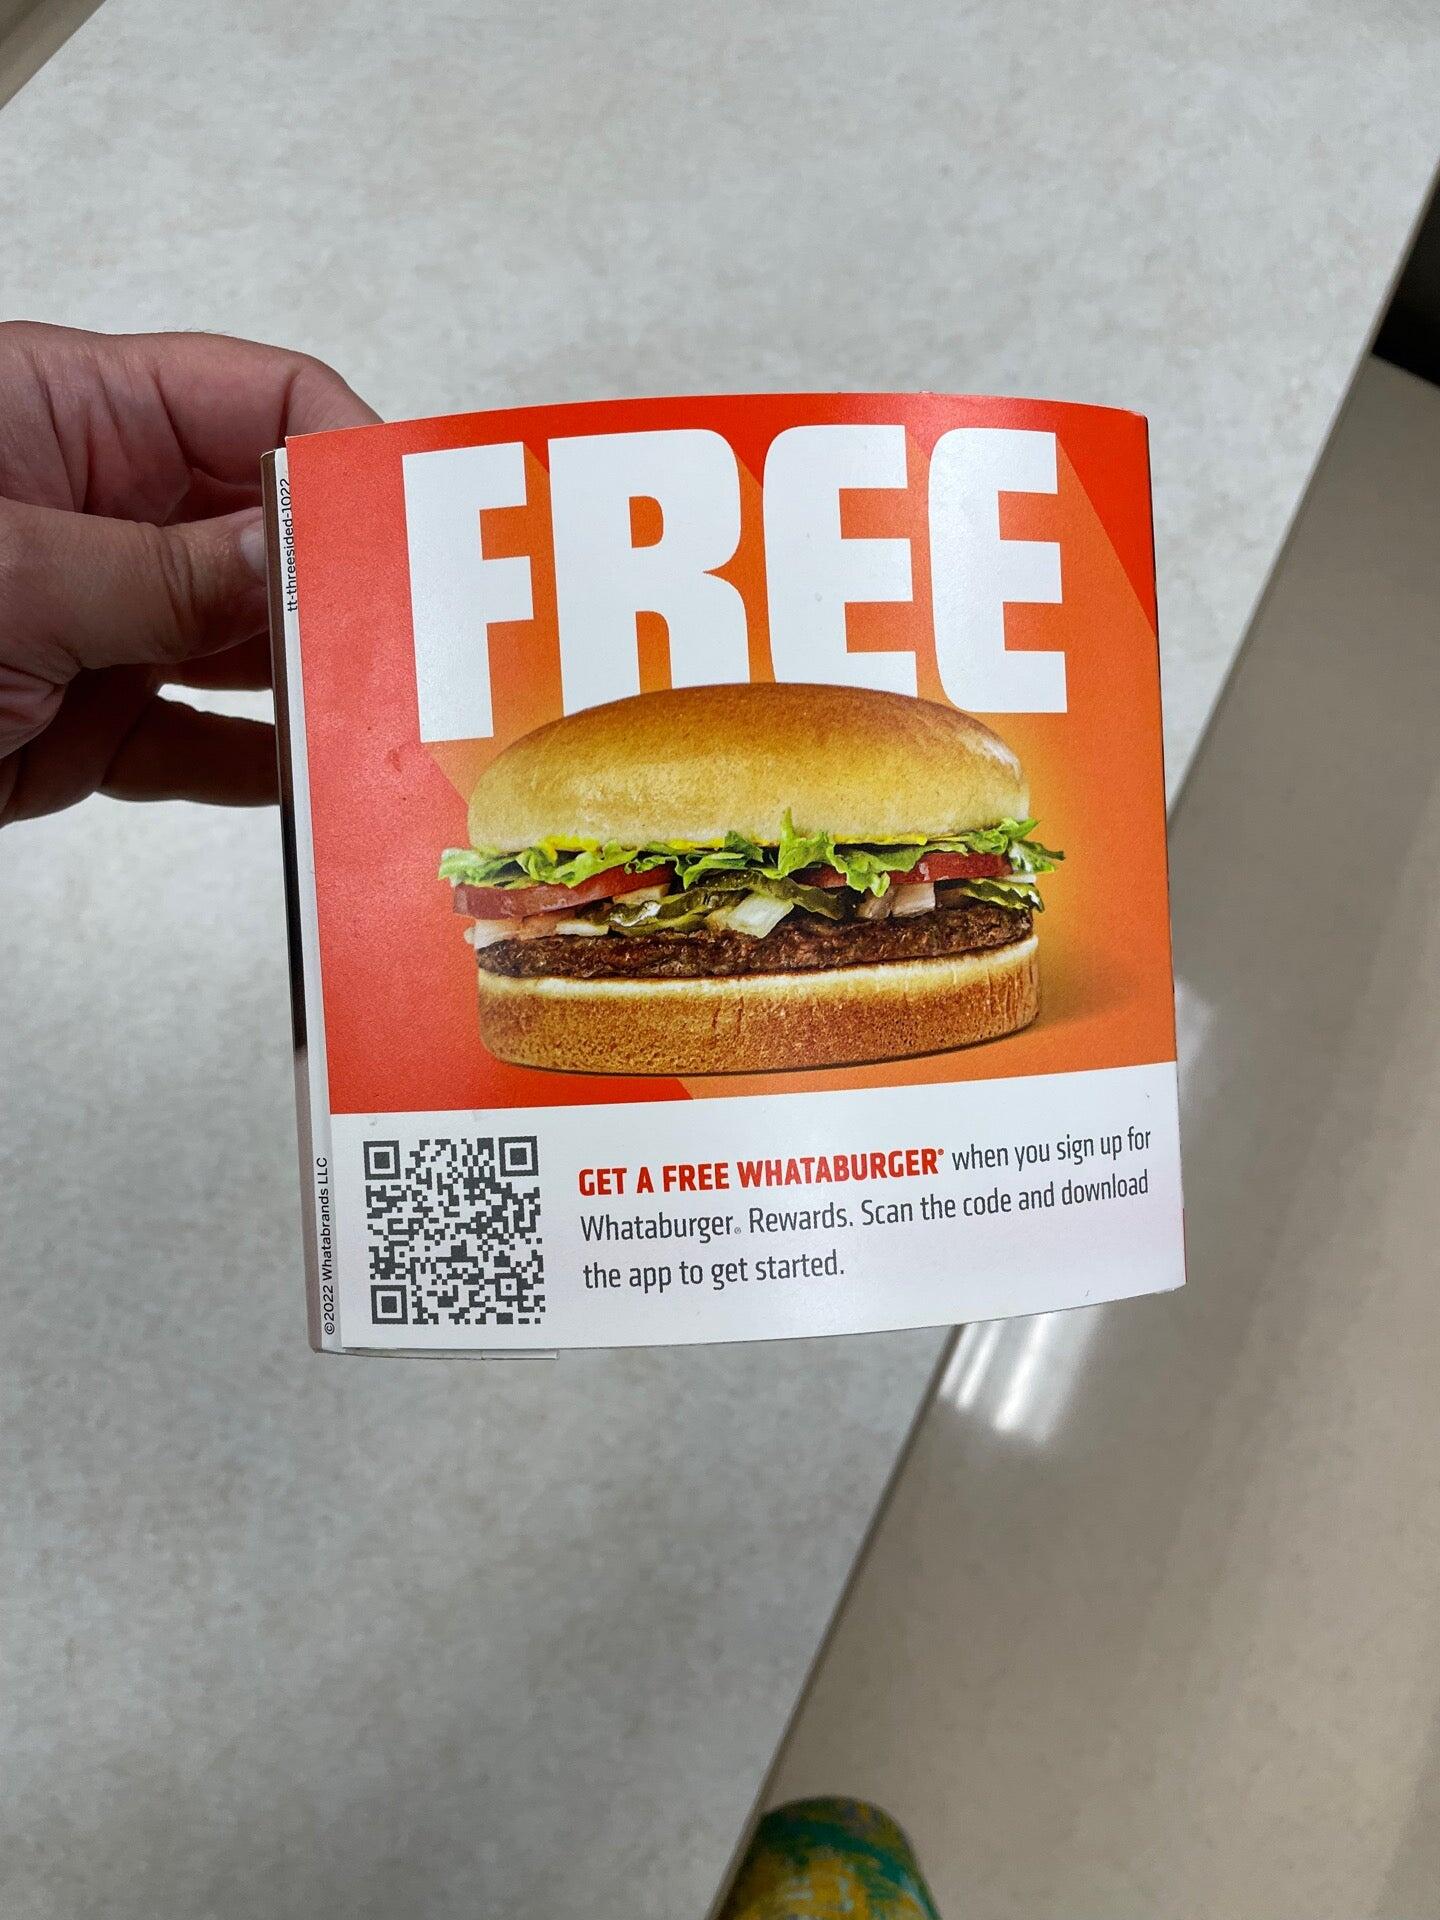 FREE
GET A FREE WHATABURGER® when you sign up for
Whataburger® Rewards. Scan the code and download
the app to get started.
tt-threesided-1022
©2022 Whatabrands LLC